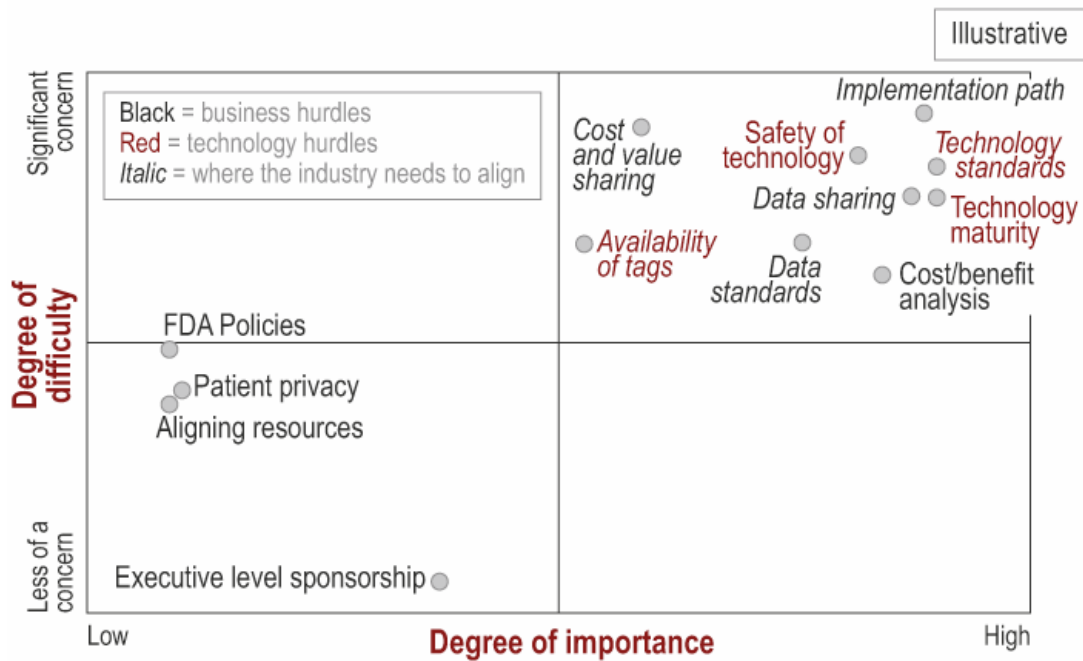 Illustrative
Significant
concern
Black = business hurdles
Red = technology hurdles
Italic = where the industry needs to align
Implementation path
Cost
and value
sharing
Safety of
technology
Technology
standards
Data sharing
Technology
maturity
Availability
of tags
Data
standards
Cost/benefit
analysis
Degree of
difficulty
FDA Policies
Patient privacy
Aligning resources
Less of a
concern
Executive level sponsorship
Low
Degree of importance
High